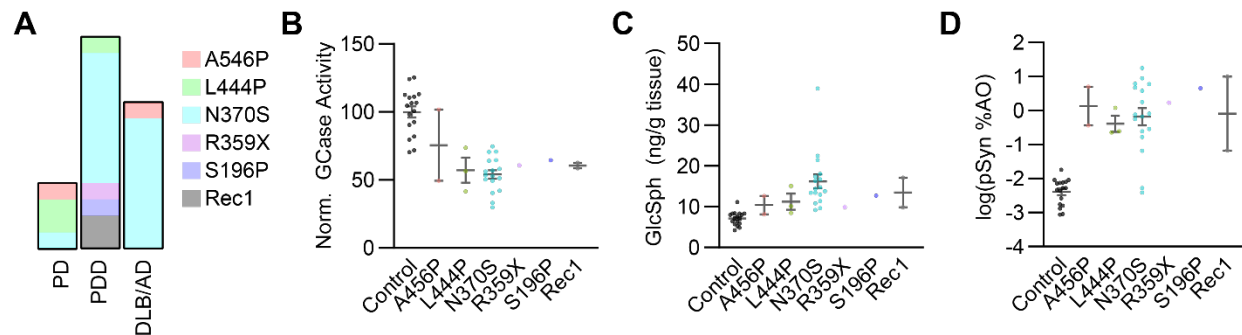 A
A546P
L444P
N370S
R359X
S196P
Rec1
PD
PDD
DLB/AD
B
Norm. GCase Activity
150
100
50
0
Control
A456P
L444P
N370S
R359X
S196P
Rec1
C
GlcSph (ng/g tissue)
50
40
30
20
10
0
Control
A456P
L444P
N370S
R359X
S196P
Rec1
D
log(pSyn %AO)
2
1
0
-1
-2
-3
-4
Control
A456P
L444P
N370S
R359X
S196P
Rec1